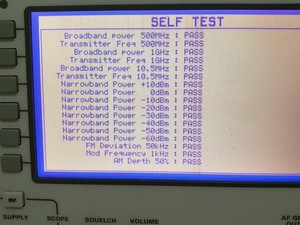 SELF TEST
Broadband power 500MHz : PASS
Transmitter Freq 500MHz : PASS
Broadband power 1GHz : PASS
Transmitter Freq 1GHz : PASS
Broadband power 10.5MHz : PASS
Transmitter Freq 10.5MHz : PASS
Narrowband Power +10dBm : PASS
Narrowband Power 0dBm : PASS
Narrowband Power -10dBm : PASS
Narrowband Power -20dBm : PASS
Narrowband Power -30dBm : PASS
Narrowband Power -40dBm : PASS
Narrowband Power -50dBm : PASS
Narrowband Power -60dBm : PASS
FM Deviation 50kHz : PASS
Mod Frequency 1kHz : PASS
AM Depth 50% : PASS
SUPPLY SCOPE SQUELCH VOLUME AF